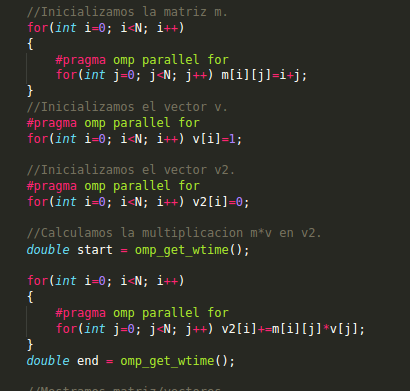 //Inicializamos la matriz m.
for(int i=0; i<N; i++)
{
#pragma omp parallel for
for(int j=0; j<N; j++) m[i][j]=i+j;
}
//Inicializamos el vector v.
#pragma omp parallel for
for(int i=0; i<N; i++) v[i]=1;
//Inicializamos el vector v2.
#pragma omp parallel for
for(int i=0; i<N; i++) v2[i]=0;
//Calculamos la multiplicacion m*v en v2.
double start = omp_get_wtime();
for(int i=0; i<N; i++)
{
#pragma omp parallel for
for(int j=0; j<N; j++) v2[i]+=m[i][j]*v[j];
}
double end = omp_get_wtime();
//Mostramos matriz/vectores